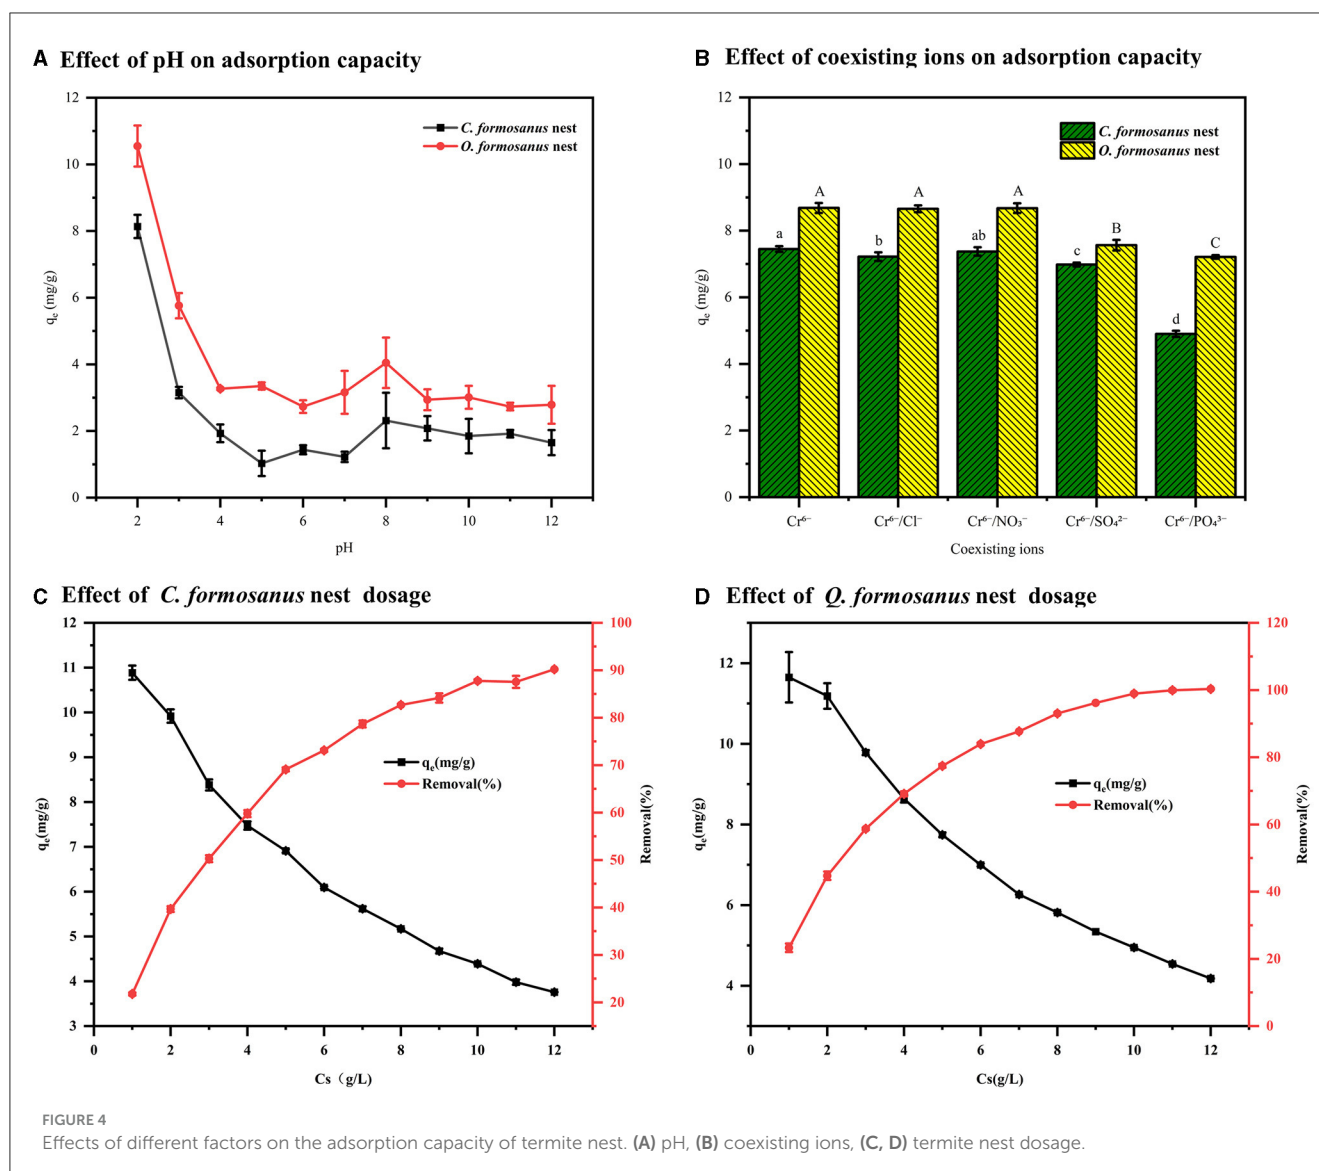 A Effect of pH on adsorption capacity
12
10
8
6
4
2
0
qₑ (mg/g)
C. formosanus nest
O. formosanus nest
2 4 6 8 10 12
pH
B Effect of coexisting ions on adsorption capacity
12
10
8
6
4
2
0
qₑ (mg/g)
C. formosanus nest
O. formosanus nest
a A b A ab A c B d C
Cr⁶⁻ Cr⁶⁻/Cl⁻ Cr⁶⁻/NO₃⁻ Cr⁶⁻/SO₄²⁻ Cr⁶⁻/PO₄³⁻
Coexisting ions
C Effect of C. formosanus nest dosage
12
11
10
9
8
7
6
5
4
3
qₑ(mg/g)
qₑ(mg/g)
Removal(%)
100
90
80
70
60
50
40
30
20
Removal(%)
0 2 4 6 8 10 12
Cs (g/L)
D Effect of Q. formosanus nest dosage
12
10
8
6
4
qₑ(mg/g)
qₑ(mg/g)
Removal(%)
120
100
80
60
40
20
0
Removal(%)
0 2 4 6 8 10 12
Cs(g/L)
FIGURE 4
Effects of different factors on the adsorption capacity of termite nest. (A) pH, (B) coexisting ions, (C, D) termite nest dosage.